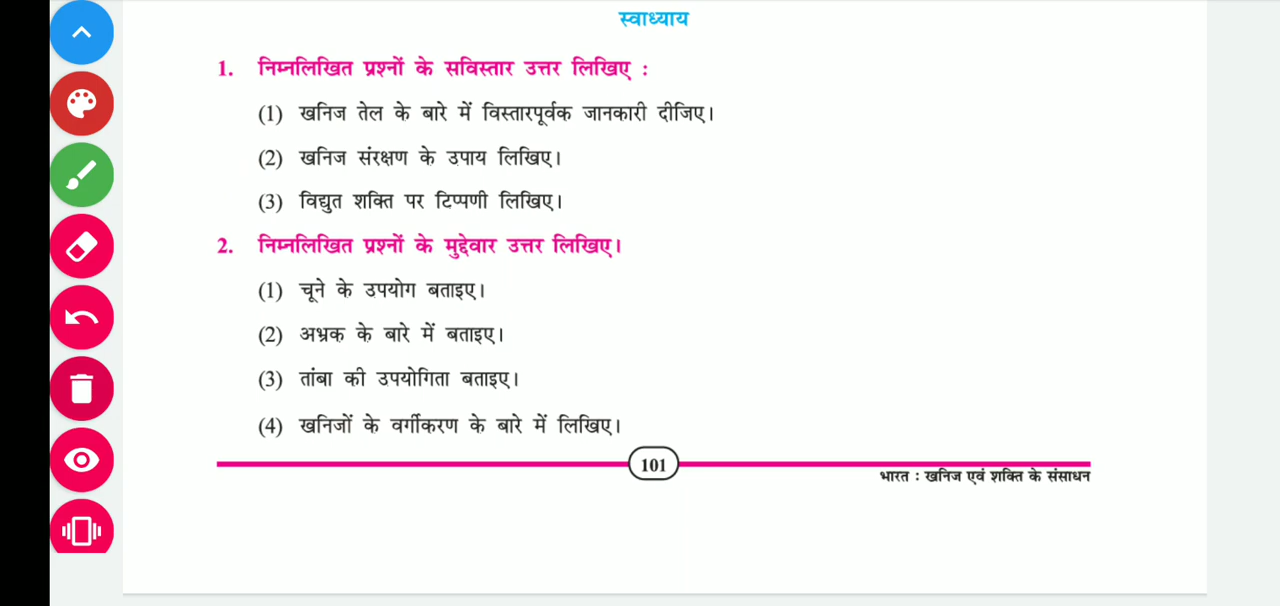 स्वाध्याय
1. निम्नलिखित प्रश्नों के सविस्तार उत्तर लिखिए :
(1) खनिज तेल के बारे में विस्तारपूर्वक जानकारी दीजिए।
(2) खनिज संरक्षण के उपाय लिखिए।
(3) विद्युत शक्ति पर टिप्पणी लिखिए।
2. निम्नलिखित प्रश्नों के मुद्देवार उत्तर लिखिए।
(1) चूने के उपयोग बताइए।
(2) अभ्रक के बारे में बताइए।
(3) तांबा की उपयोगिता बताइए।
(4) खनिजों के वर्गीकरण के बारे में लिखिए।
101
भारत : खनिज एवं शक्ति के संसाधन